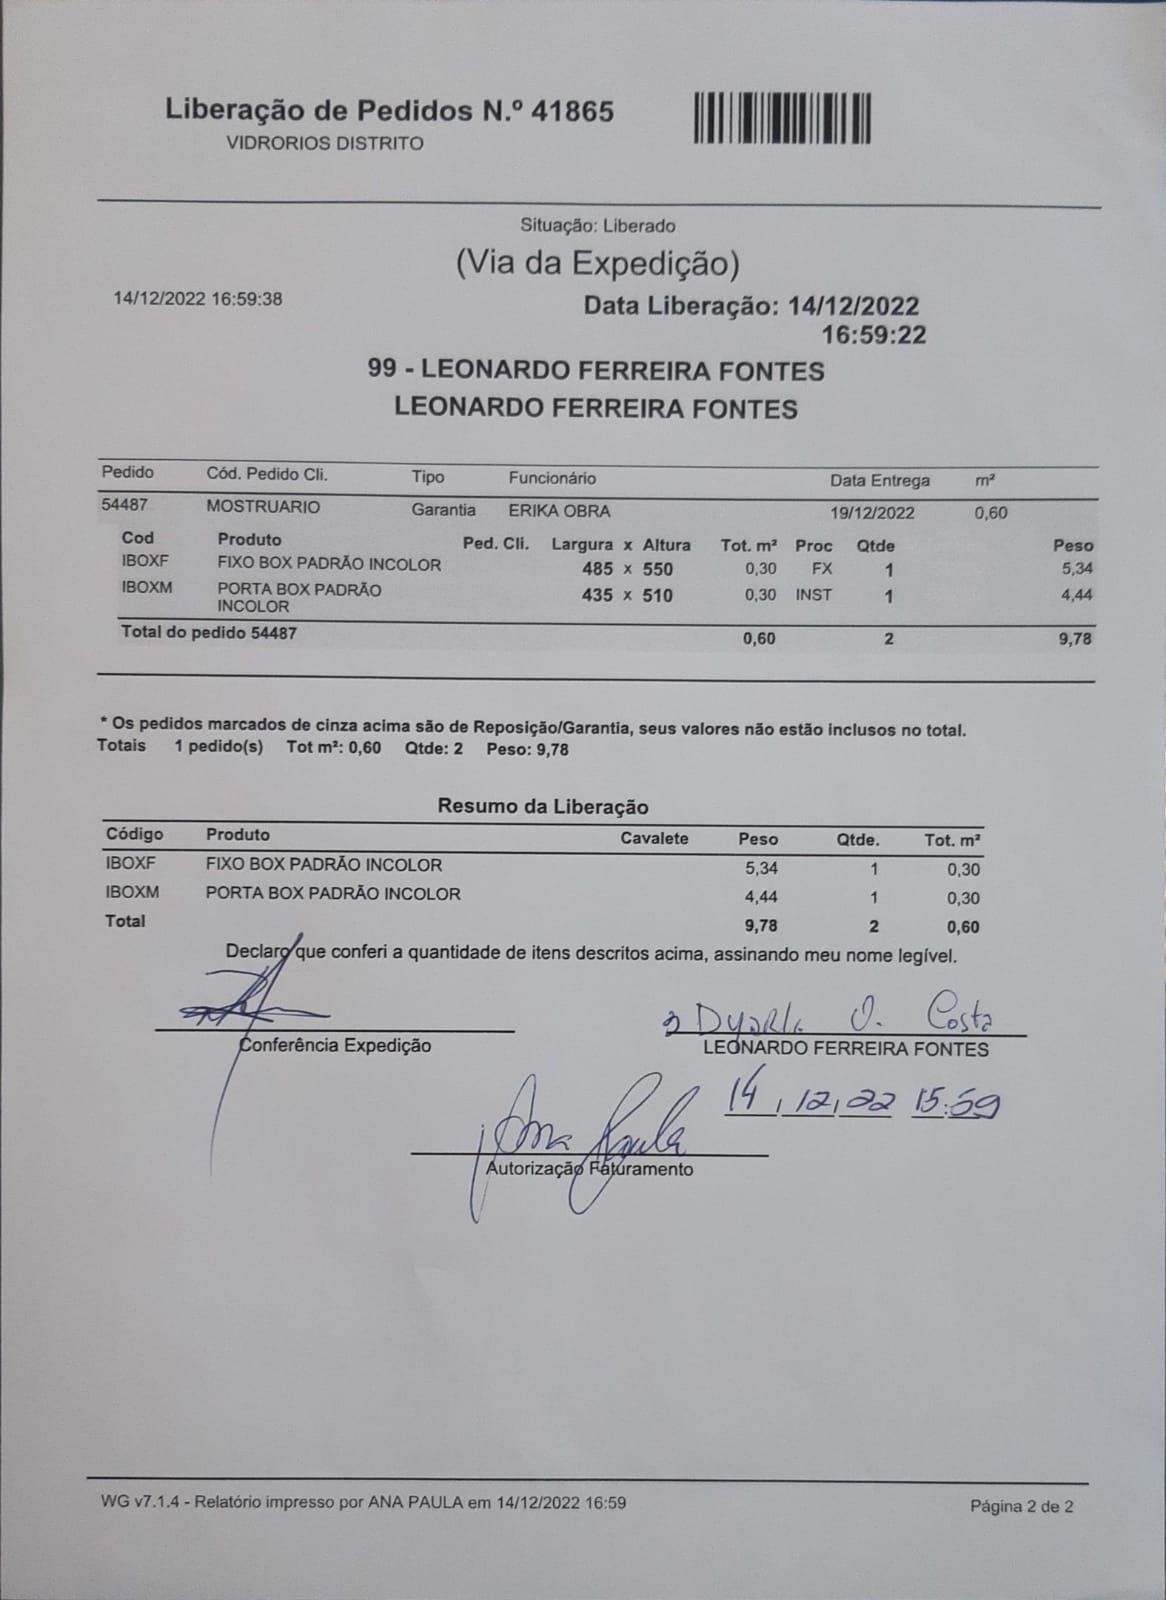 Liberação de Pedidos N.º 41865
VIDRORIOS DISTRITO
Situação: Liberado
(Via da Expedição)
14/12/2022 16:59:38
Data Liberação: 14/12/2022
16:59:22
99 - LEONARDO FERREIRA FONTES
LEONARDO FERREIRA FONTES
Pedido Cód. Pedido Cli. Tipo Funcionário Data Entrega m²
54487 MOSTRUARIO Garantia ERIKA OBRA 19/12/2022 0,60
Cod Produto Ped. Cli. Largura x Altura Tot. m² Proc Qtde Peso
IBOXF FIXO BOX PADRÃO INCOLOR 485 x 550 0,30 FX 1 5,34
IBOXM PORTA BOX PADRÃO 435 x 510 0,30 INST 1 4,44
INCOLOR
Total do pedido 54487 0,60 2 9,78
* Os pedidos marcados de cinza acima são de Reposição/Garantia, seus valores não estão inclusos no total.
Totais 1 pedido(s) Tot m²: 0,60 Qtde: 2 Peso: 9,78
Resumo da Liberação
Código Produto Cavalete Peso Qtde. Tot. m²
IBOXF FIXO BOX PADRÃO INCOLOR 5,34 1 0,30
IBOXM PORTA BOX PADRÃO INCOLOR 4,44 1 0,30
Total 9,78 2 0,60
Declaro que conferi a quantidade de itens descritos acima, assinando meu nome legível.
Costa
Conferência Expedição LEONARDO FERREIRA FONTES
14, 12, 22 15:59
Ana Paula
Autorização Faturamento
WG v7.1.4 - Relatório impresso por ANA PAULA em 14/12/2022 16:59 Página 2 de 2